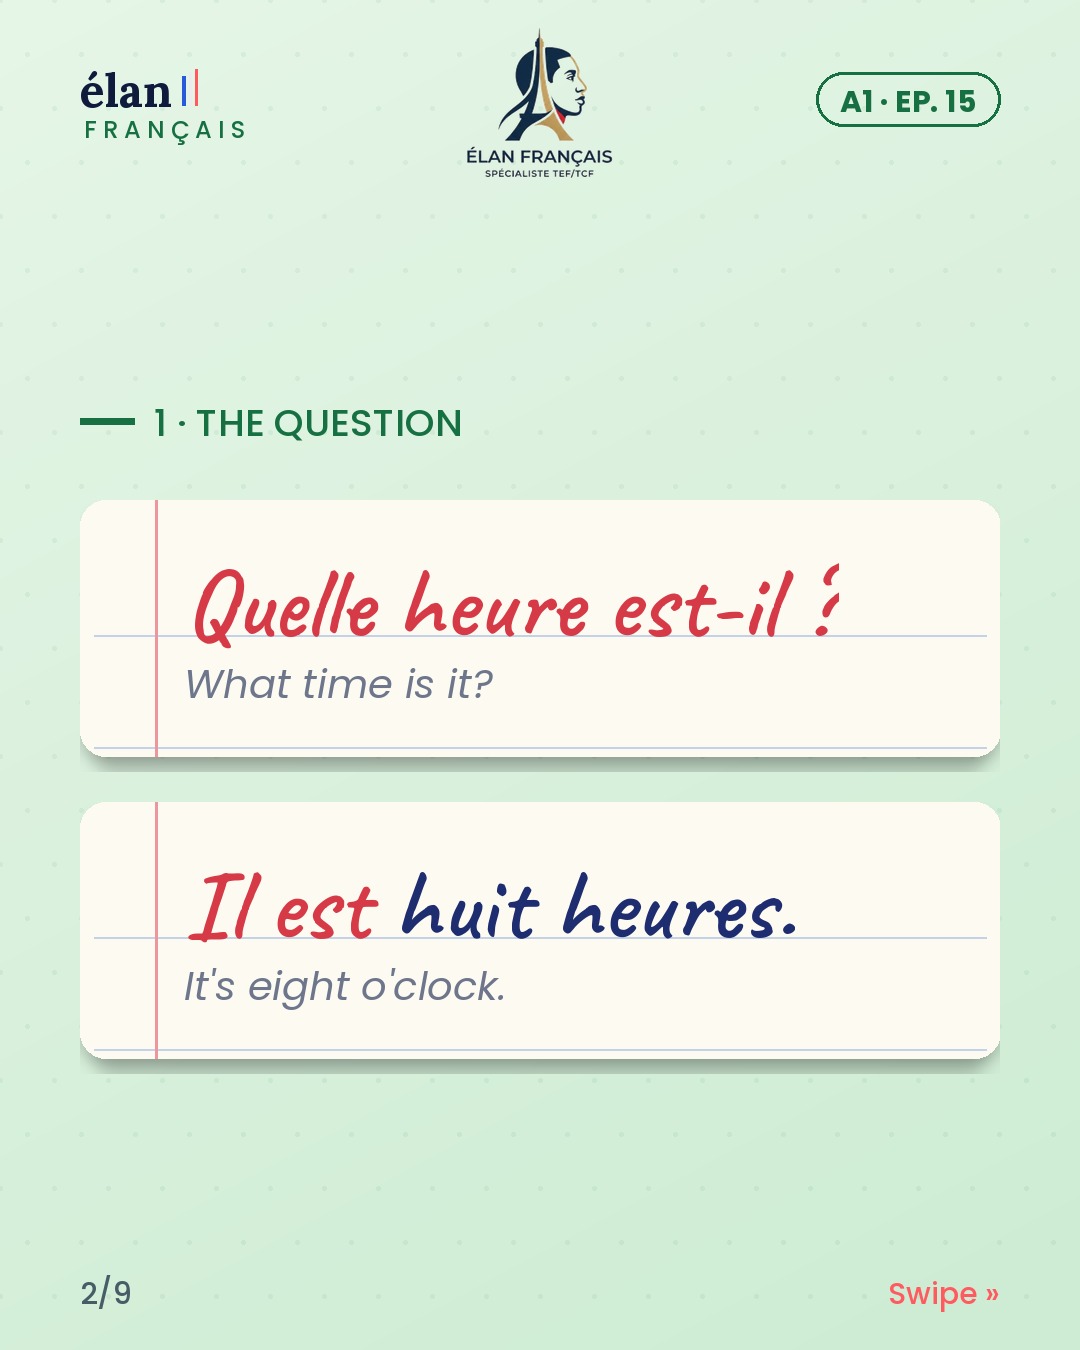 élan
FRANÇAIS
ÉLAN FRANÇAIS
SPÉCIALISTE TEF/TCF
A1 · EP. 15
1 · THE QUESTION
Quelle heure est-il ?
What time is it?
Il est huit heures.
It's eight o'clock.
2/9
Swipe »